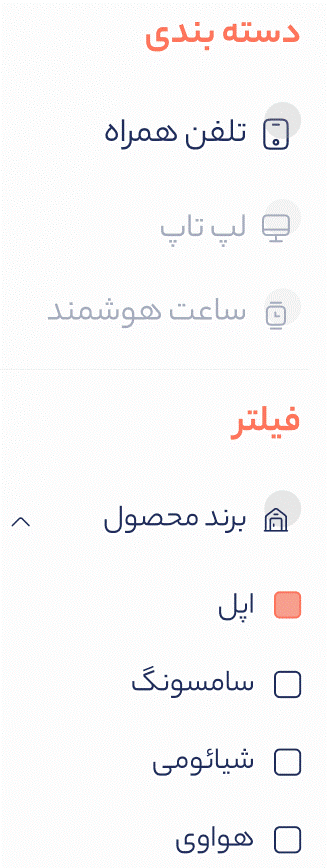 دسته بندی
تلفن همراه
لپ تاپ
ساعت هوشمند
فیلتر
برند محصول
اپل
سامسونگ
شیائومی
هواوی